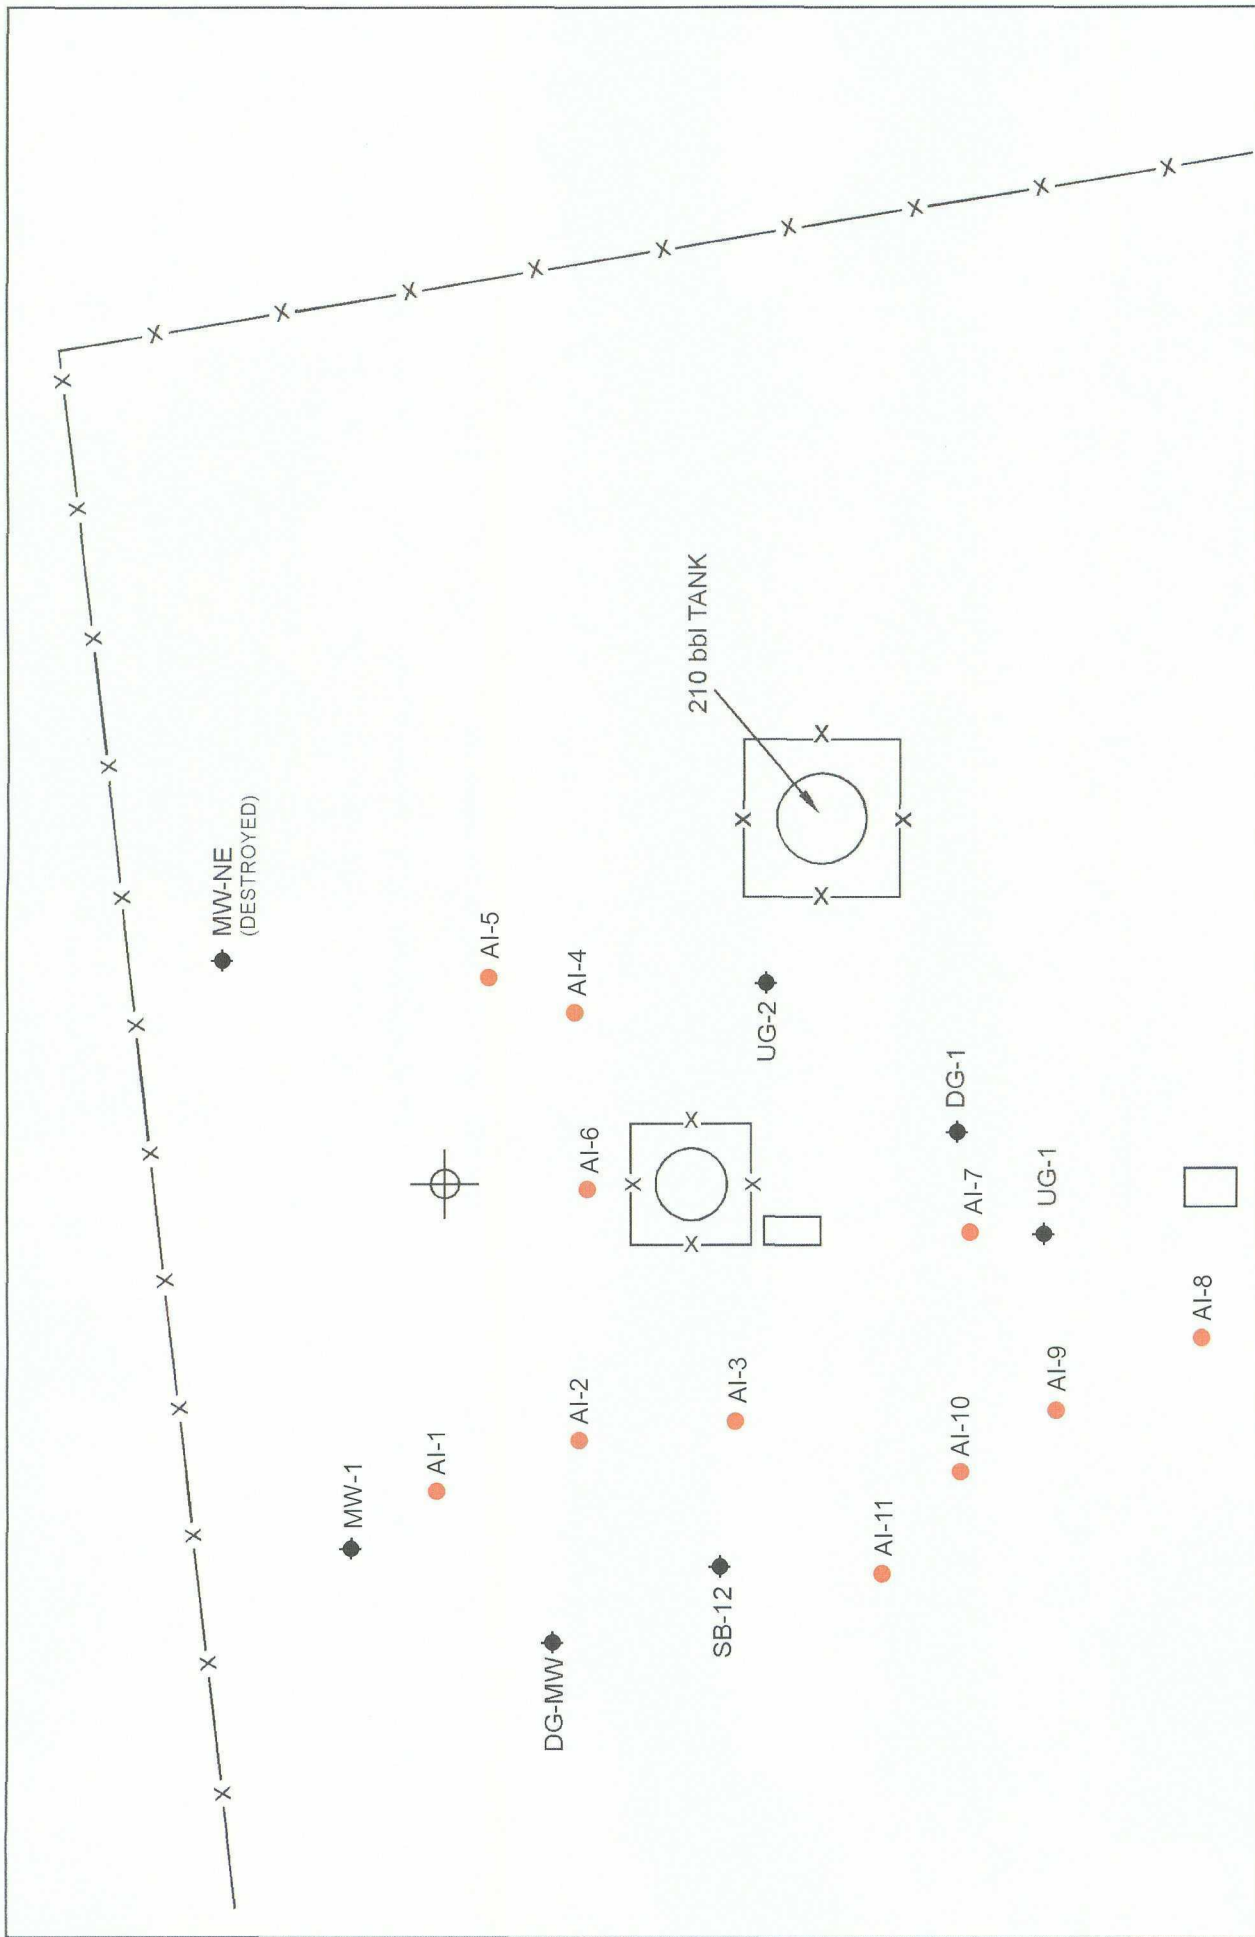 MW-NE
(DESTROYED)
MW-1
AI-1
AI-5
DG-MW
AI-2
AI-6
AI-4
210 bbl TANK
SB-12
AI-3
UG-2
AI-11
AI-10
AI-7
DG-1
AI-9
UG-1
AI-8